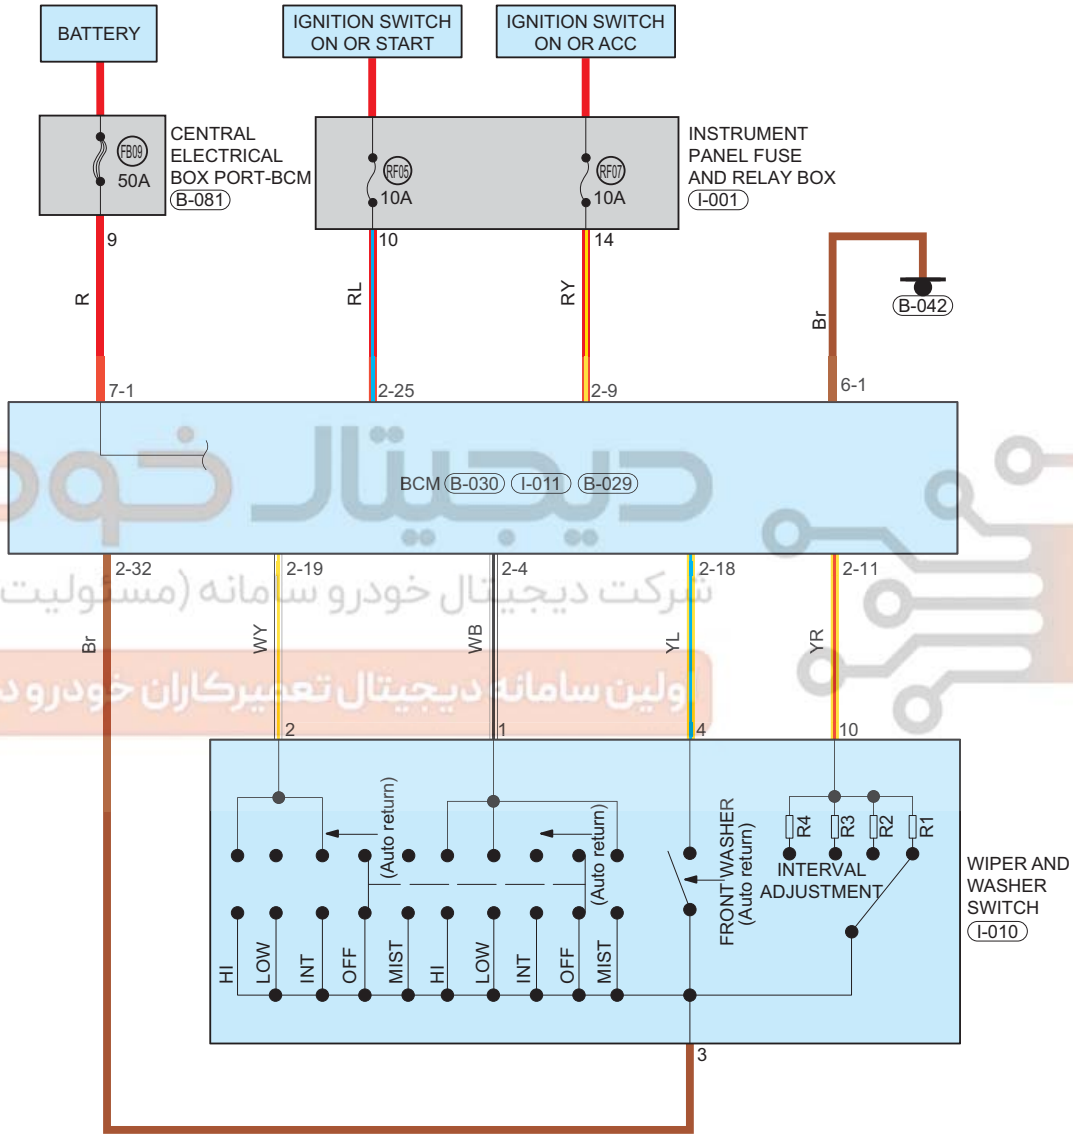 BATTERY
IGNITION SWITCH
ON OR START
IGNITION SWITCH
ON OR ACC
FB09
50A
CENTRAL
ELECTRICAL
BOX PORT-BCM
B-081
RF05
10A
RF07
10A
INSTRUMENT
PANEL FUSE
AND RELAY BOX
I-001
9
10
14
R
RL
RY
Br
B-042
7-1
2-25
2-9
6-1
دیجیتال خودرو
BCM B-030 I-011 B-029
2-32
2-19
2-4
2-18
2-11
شرکت دیجیتال خودرو سامانه (مسئولیت
Br
WY
WB
YL
YR
اولین سامانه دیجیتال تعمیرکاران خودرو
2
1
4
10
(Auto return)
(Auto return)
FRONT WASHER
(Auto return)
R4
R3
R2
R1
INTERVAL
ADJUSTMENT
WIPER AND
WASHER
SWITCH
I-010
HI
LOW
INT
OFF
MIST
HI
LOW
INT
OFF
MIST
3